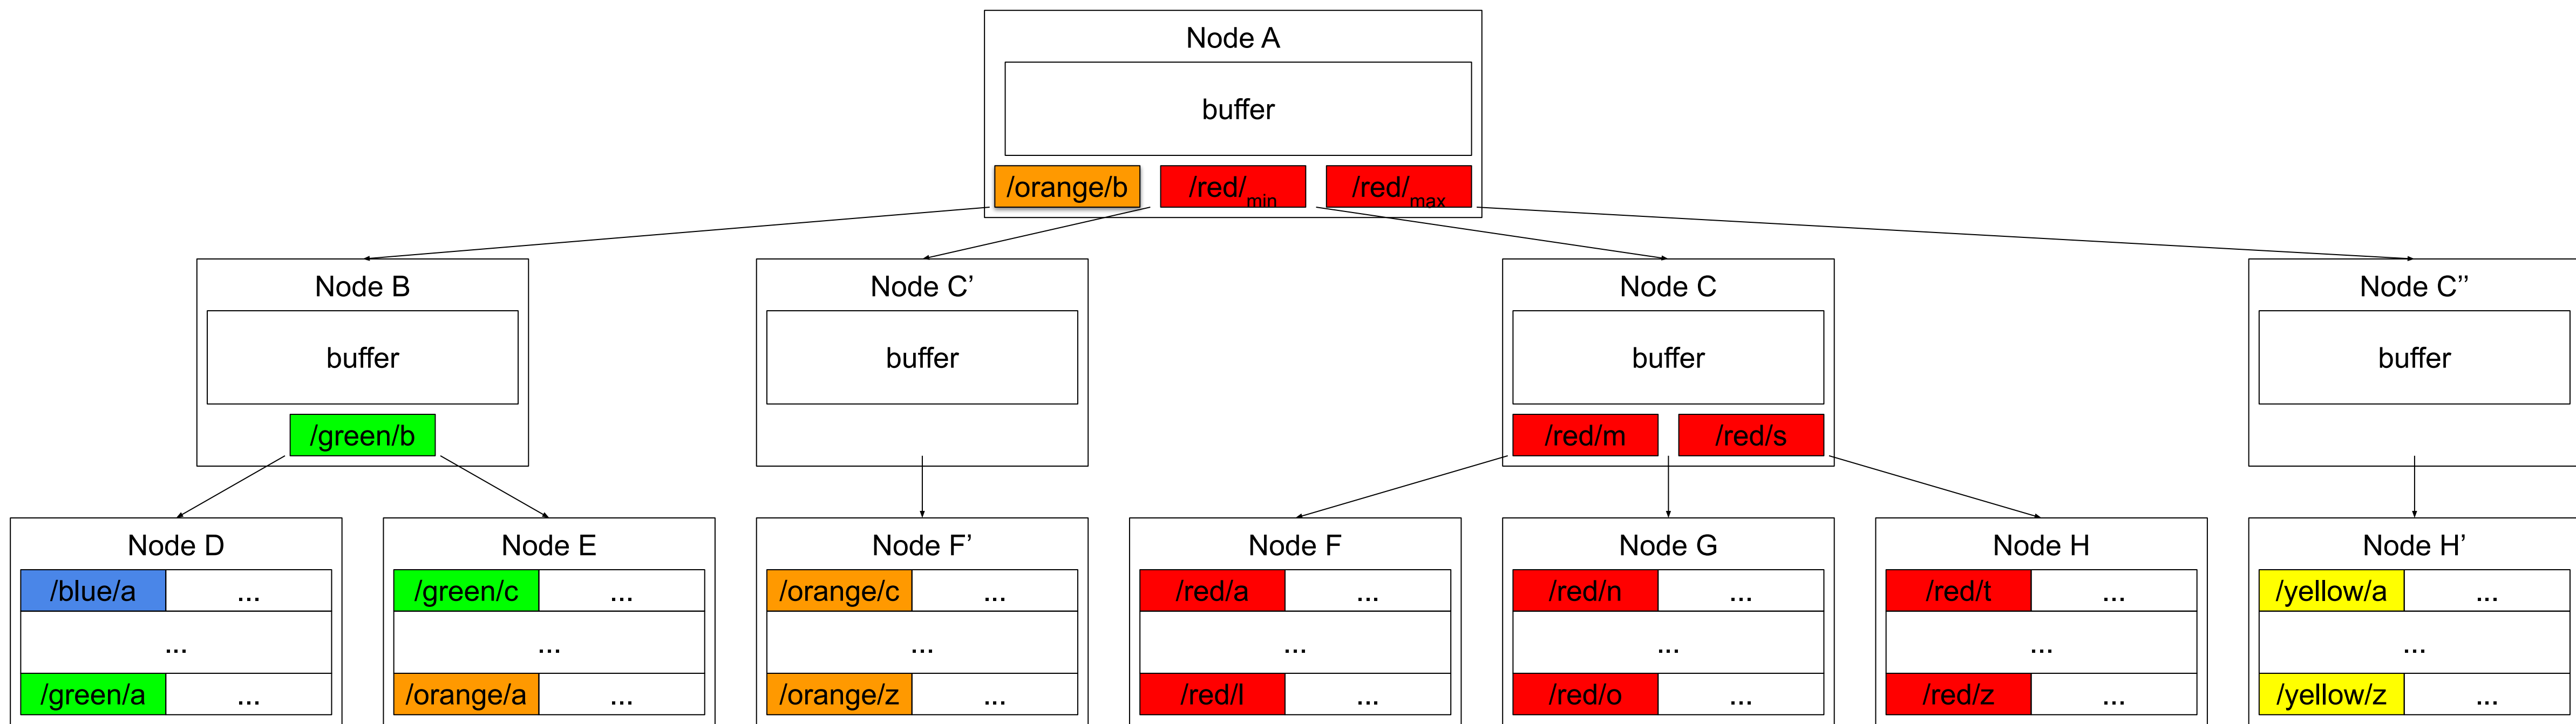 Node A
buffer
/orange/b /red/min /red/max
Node B Node C’ Node C Node C’’
buffer buffer buffer buffer
/green/b /red/m /red/s
Node D Node E Node F’ Node F Node G Node H Node H’
/blue/a ... /green/c ... /orange/c ... /red/a ... /red/n ... /red/t ... /yellow/a ...
... ... ... ... ... ... ...
/green/a ... /orange/a ... /orange/z ... /red/l ... /red/o ... /red/z ... /yellow/z ...